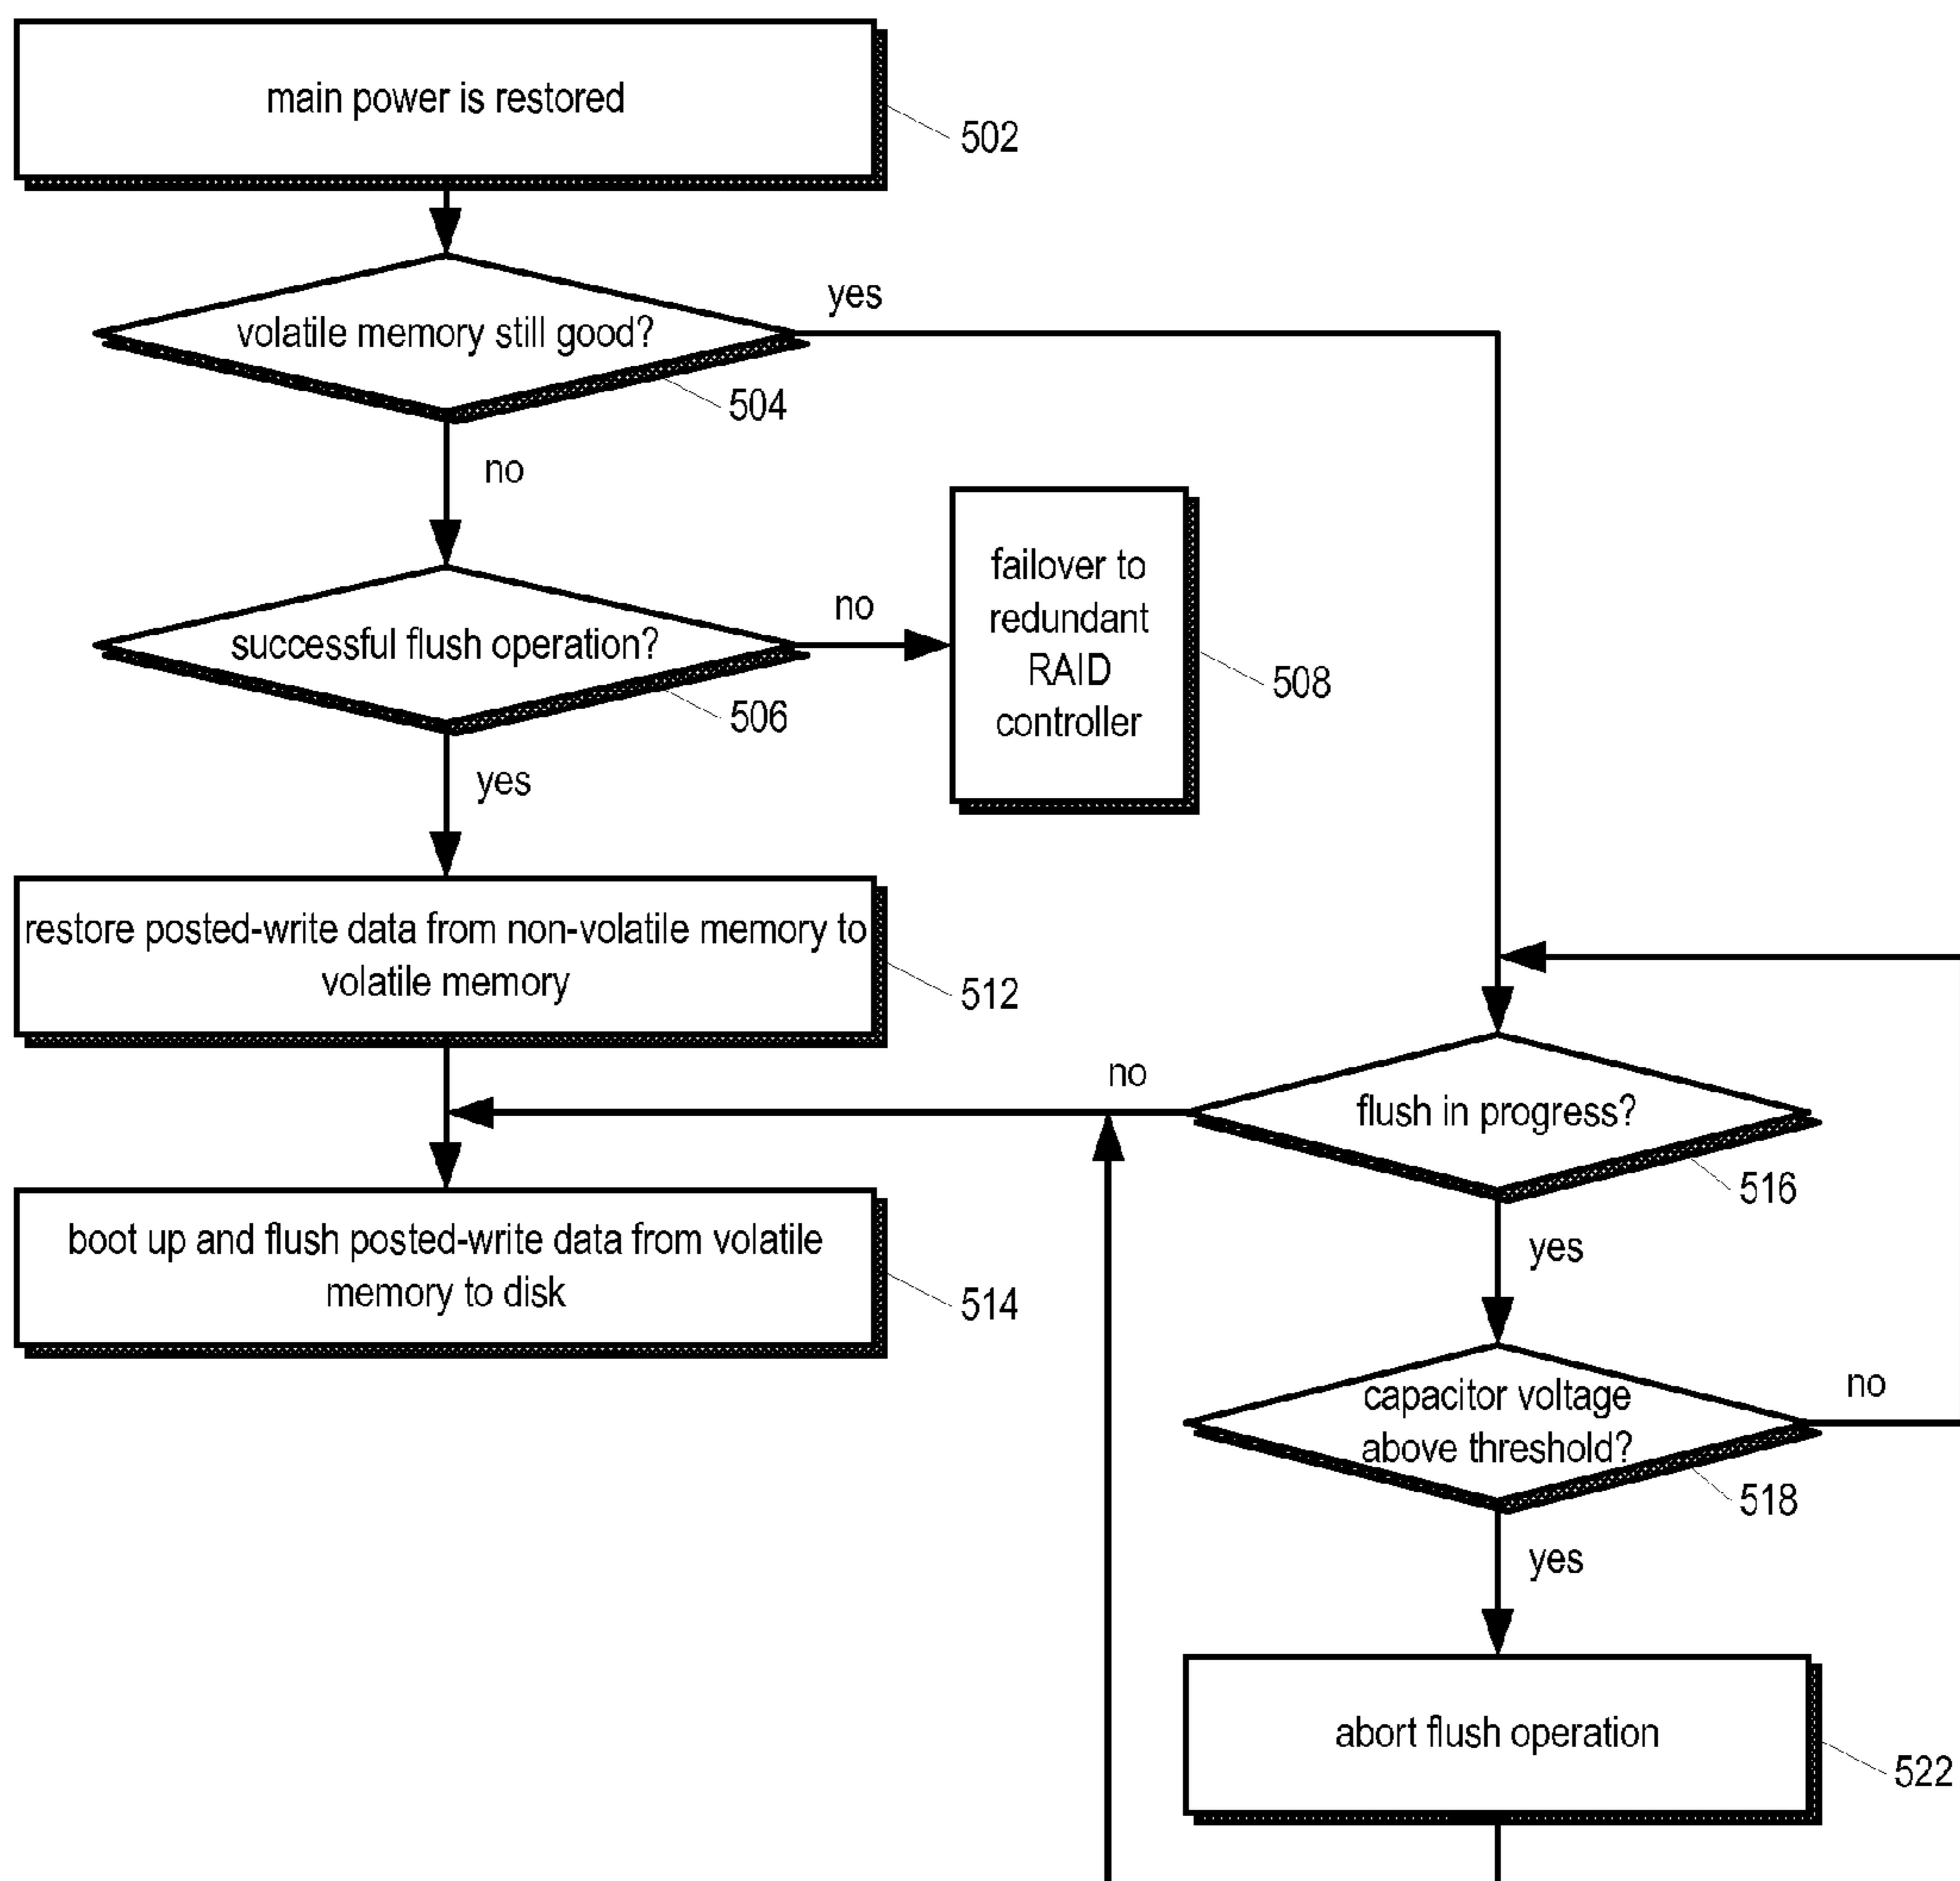 main power is restored
502
volatile memory still good?
yes
504
no
successful flush operation?
no
506
yes
failover to
redundant
RAID
controller
508
restore posted-write data from non-volatile memory to
volatile memory
512
no
flush in progress?
516
yes
boot up and flush posted-write data from volatile
memory to disk
514
capacitor voltage
above threshold?
no
518
yes
abort flush operation
522